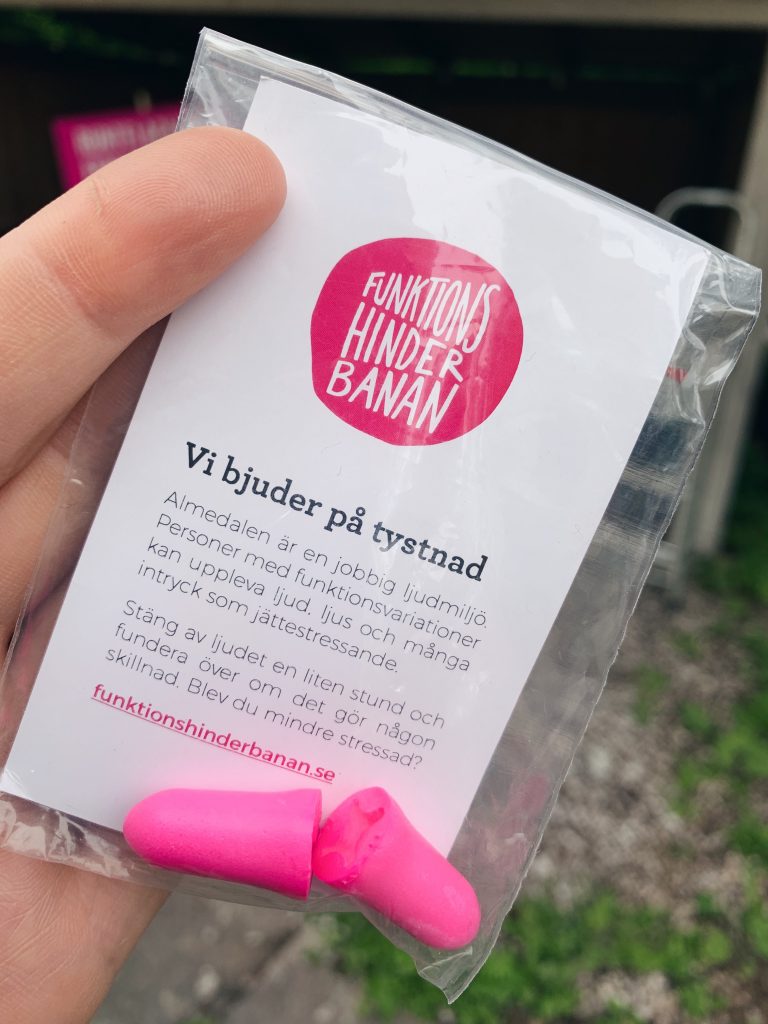 FUNKTIONS
HINDER
BANAN
Vi bjuder på tystnad
Almedalen är en jobbig ljudmiljö.
Personer med funktionsvariationer
kan uppleva ljud, ljus och många
intryck som jättestressande.
Stäng av ljudet en liten stund och
fundera över om det gör någon
skillnad. Blev du mindre stressad?
funktionshinderbanan.se